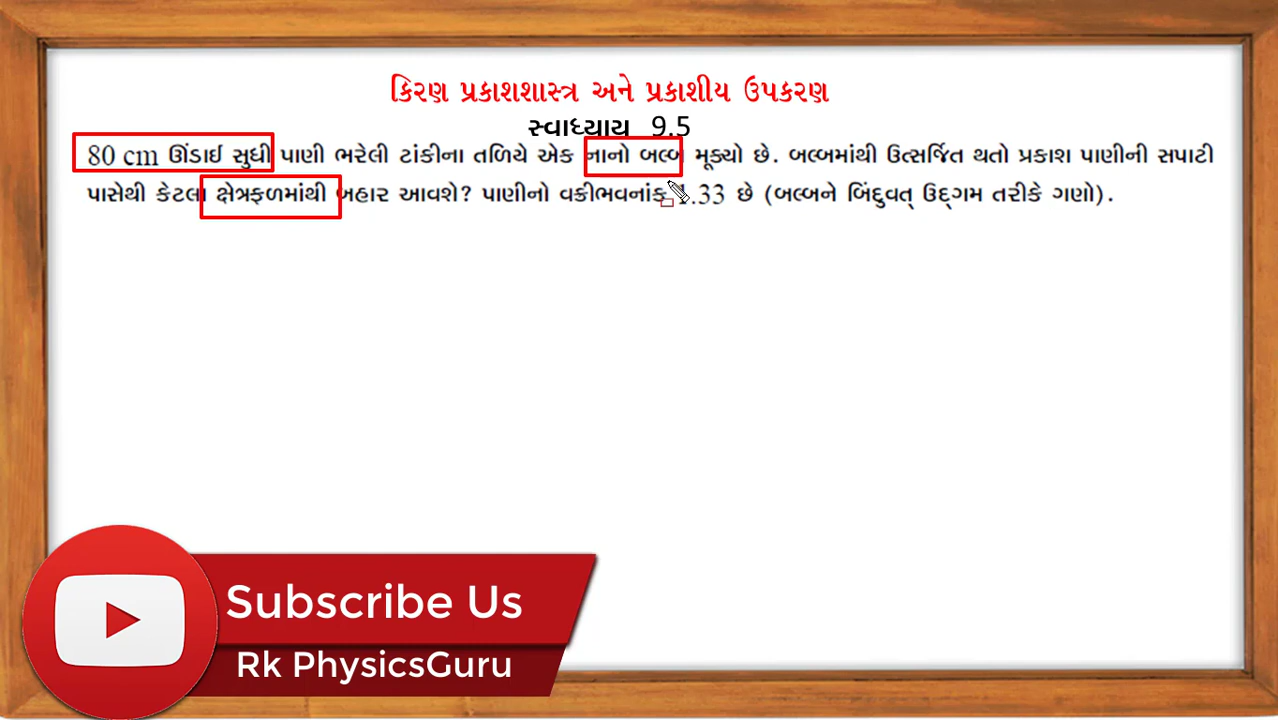 કિરણ પ્રકાશશાસ્ત્ર અને પ્રકાશીય ઉપકરણ
સ્વાધ્યાય 9.5
80 cm ઊંડાઈ સુધી પાણી ભરેલી ટાંકીના તળિયે એક નાનો બલ્બ મૂક્યો છે. બલ્બમાંથી ઉત્સર્જિત થતો પ્રકાશ પાણીની સપાટી
પાસેથી કેટલા ક્ષેત્રફળમાંથી બહાર આવશે? પાણીનો વક્રીભવનાંક 1.33 છે (બલ્બને બિંદુવત્ ઉદ્‌ગમ તરીકે ગણો).
Subscribe Us
Rk PhysicsGuru